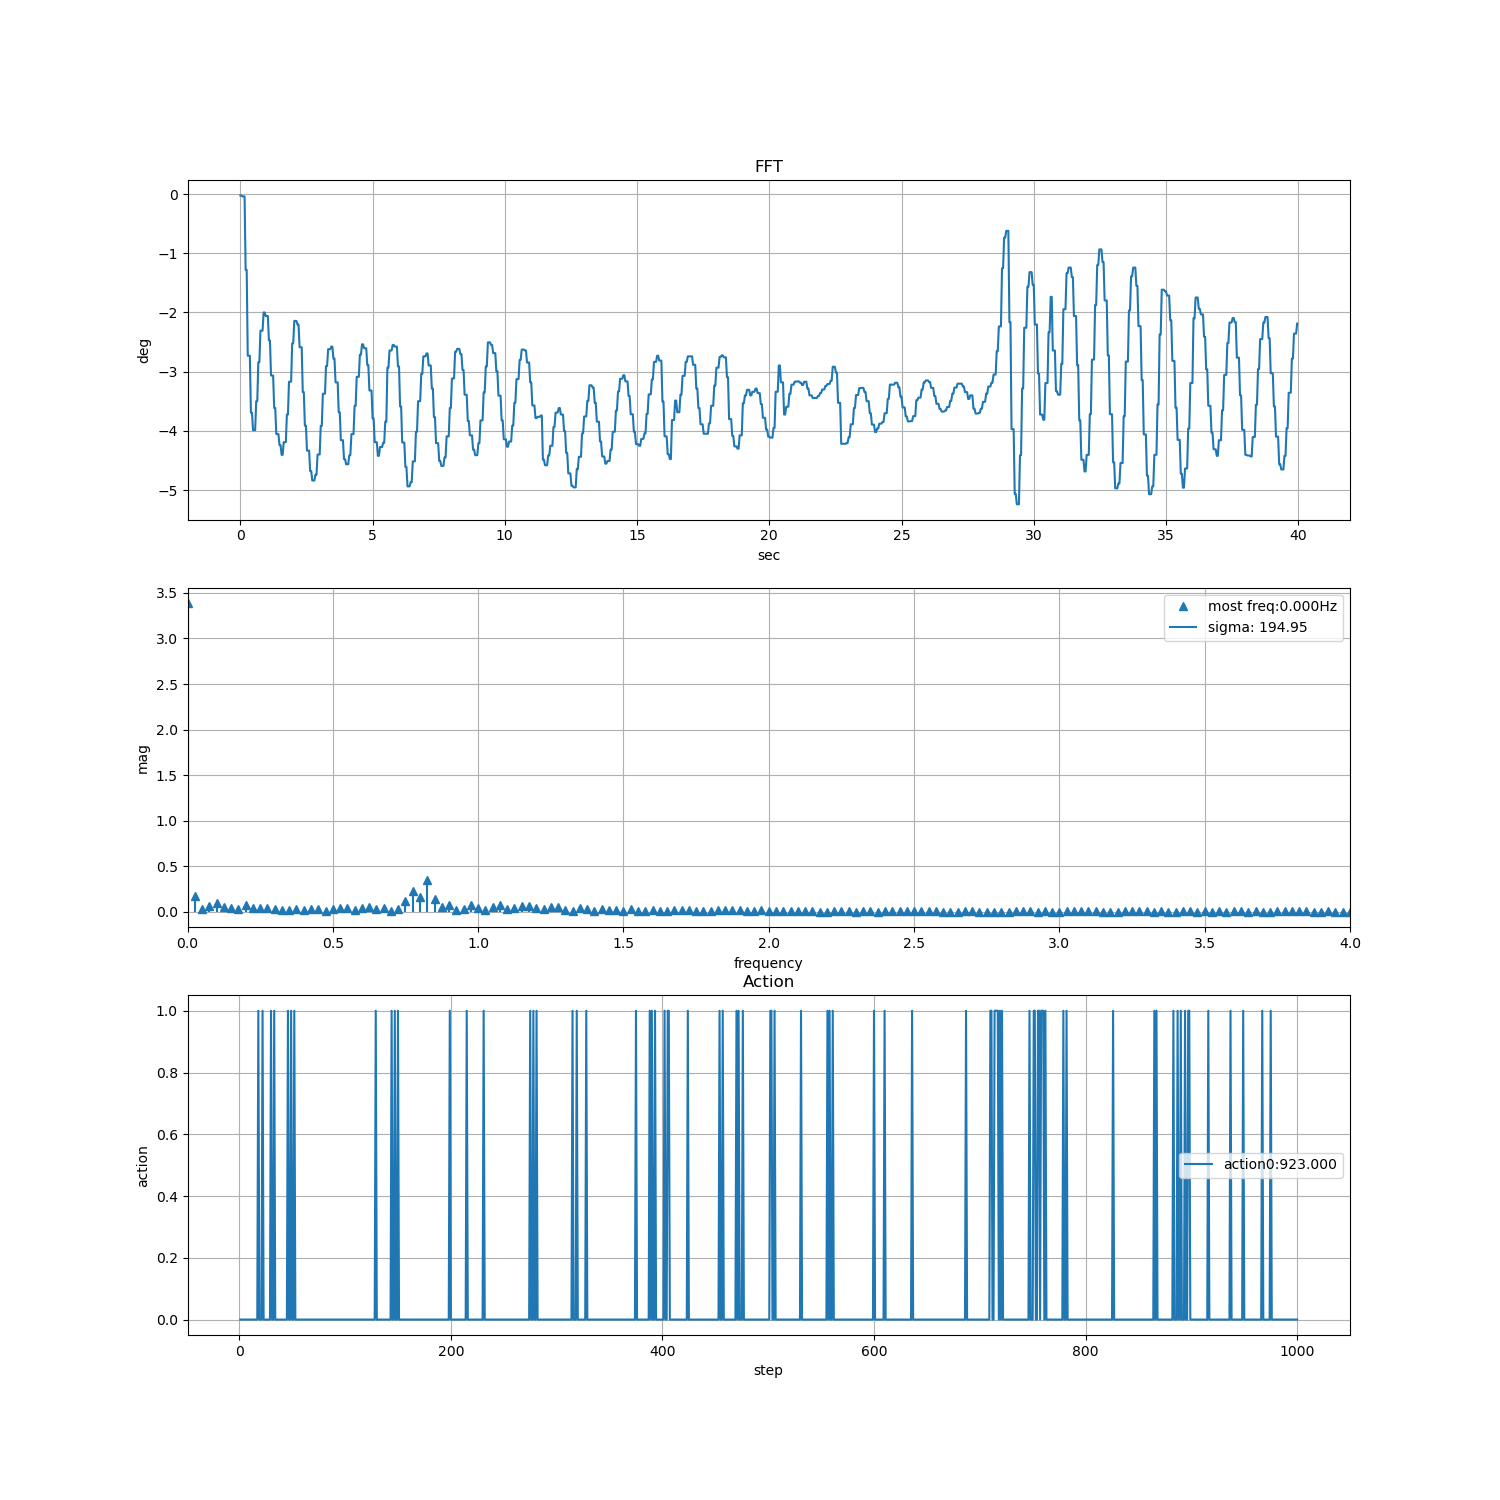 FFT
0
−1
−2
−3
−4
−5
deg
0 5 10 15 20 25 30 35 40
sec
3.5
3.0
2.5
2.0
1.5
1.0
0.5
0.0
mag
most freq:0.000Hz
sigma: 194.95
0.0 0.5 1.0 1.5 2.0 2.5 3.0 3.5 4.0
frequency
Action
1.0
0.8
0.6
0.4
0.2
0.0
action
action0:923.000
0 200 400 600 800 1000
step